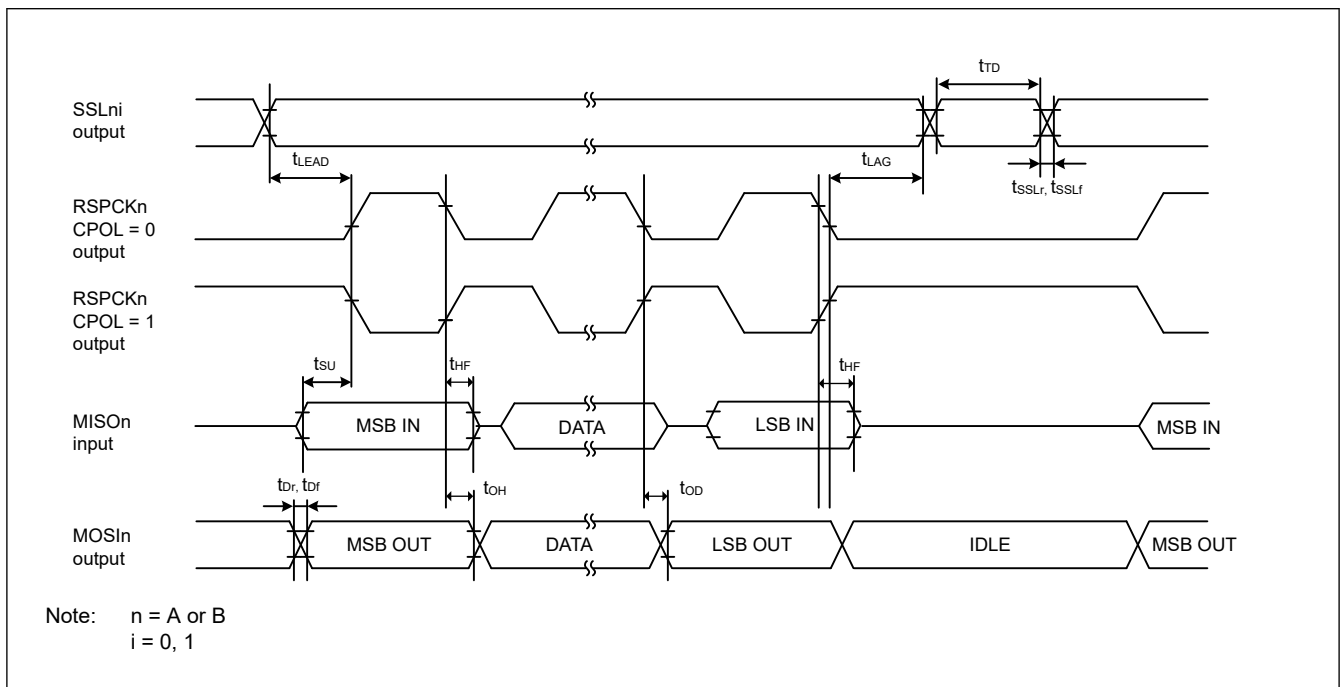 SSLni
output
tTD
tLEAD
tLAG
tSSLr, tSSLf
RSPCKn
CPOL = 0
output
RSPCKn
CPOL = 1
output
tSU
tHF
tHF
MISOn
input
MSB IN
DATA
LSB IN
MSB IN
tDr, tDf
tOH
tOD
MOSIn
output
MSB OUT
DATA
LSB OUT
IDLE
MSB OUT
Note: n = A or B
i = 0, 1